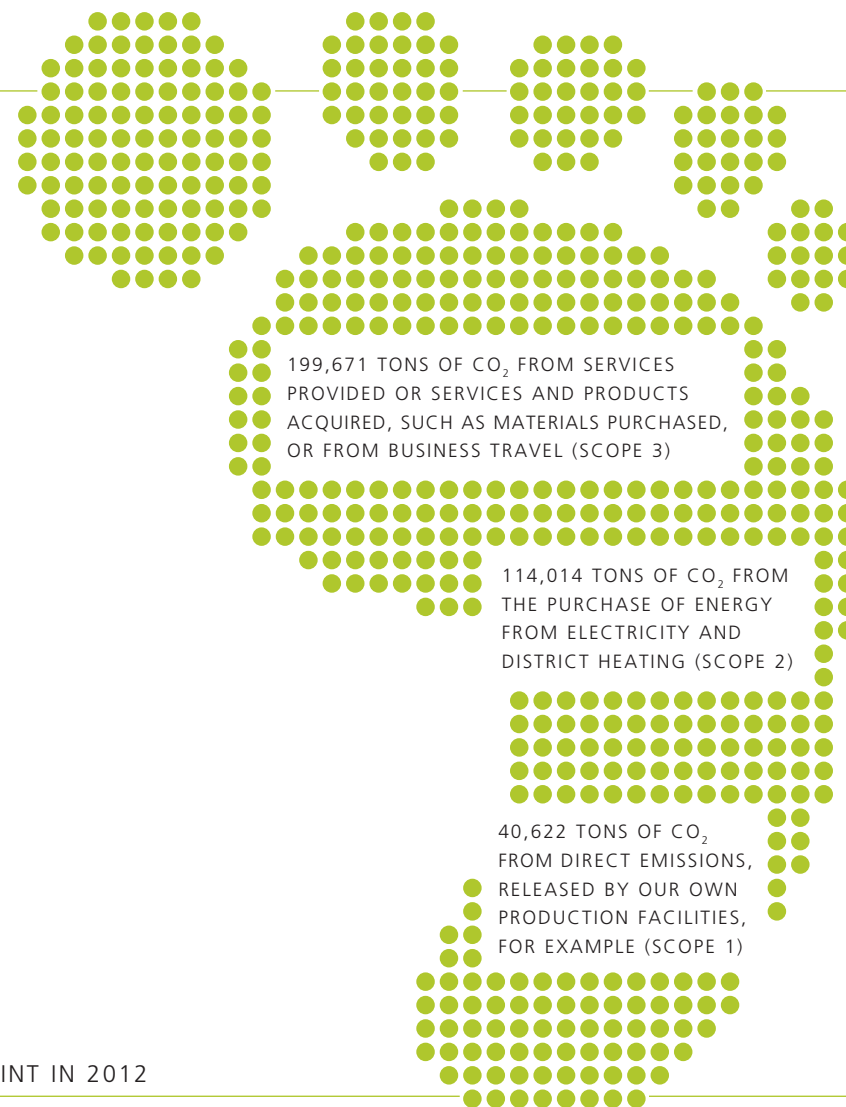 199,671 TONS OF CO₂ FROM SERVICES
PROVIDED OR SERVICES AND PRODUCTS
ACQUIRED, SUCH AS MATERIALS PURCHASED,
OR FROM BUSINESS TRAVEL (SCOPE 3)
114,014 TONS OF CO₂ FROM
THE PURCHASE OF ENERGY
FROM ELECTRICITY AND
DISTRICT HEATING (SCOPE 2)
40,622 TONS OF CO₂
FROM DIRECT EMISSIONS,
RELEASED BY OUR OWN
PRODUCTION FACILITIES,
FOR EXAMPLE (SCOPE 1)
INT IN 2012